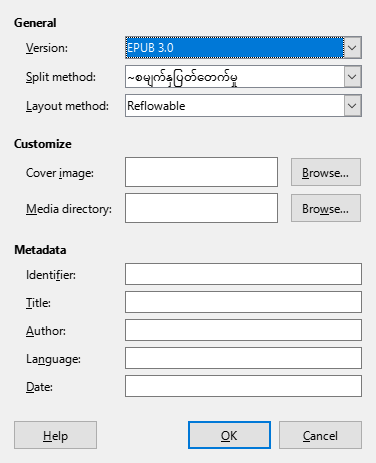 General
Version: EPUB 3.0
Split method: ~စမျက်နှပြတ်တောက်မှု
Layout method: Reflowable
Customize
Cover image: Browse...
Media directory: Browse...
Metadata
Identifier:
Title:
Author:
Language:
Date:
Help OK Cancel